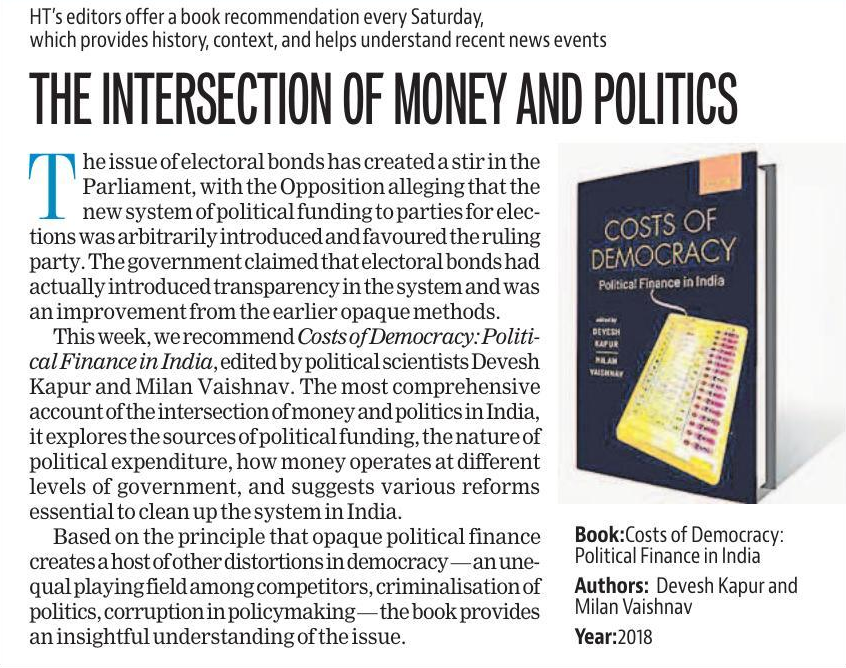 HT's editors offer a book recommendation every Saturday,
which provides history, context, and helps understand recent news events
THE INTERSECTION OF MONEY AND POLITICS
The issue of electoral bonds has created a stir in the
Parliament, with the Opposition alleging that the
new system of political funding to parties for elec-
tions was arbitrarily introduced and favoured the ruling
party. The government claimed that electoral bonds had
actually introduced transparency in the system and was
an improvement from the earlier opaque methods.
This week, we recommend Costs of Democracy: Politi-
cal Finance in India, edited by political scientists Devesh
Kapur and Milan Vaishnav. The most comprehensive
account of the intersection of money and politics in India,
it explores the sources of political funding, the nature of
political expenditure, how money operates at different
levels of government, and suggests various reforms
essential to clean up the system in India.
Based on the principle that opaque political finance
creates a host of other distortions in democracy — an une-
qual playing field among competitors, criminalisation of
politics, corruption in policymaking — the book provides
an insightful understanding of the issue.
COSTS OF
DEMOCRACY
Political Finance in India
edited by
DEVESH
KAPUR
MILAN
VAISHNAV
Book:Costs of Democracy:
Political Finance in India
Authors: Devesh Kapur and
Milan Vaishnav
Year:2018